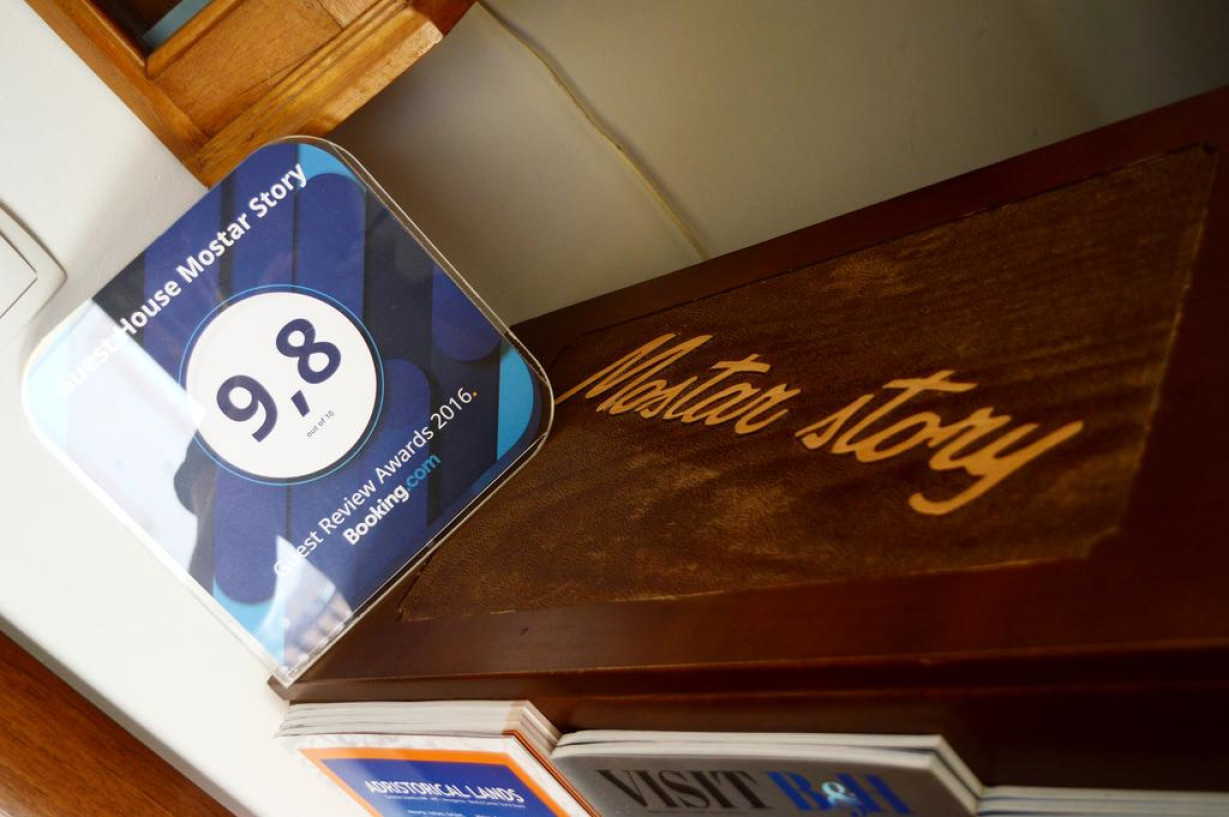 Guest House Mostar Story
9,8
out of 10
Guest Review Awards 2016.
Booking.com
Mostar story
ADRISTORICAL LANDS
VISIT B&H